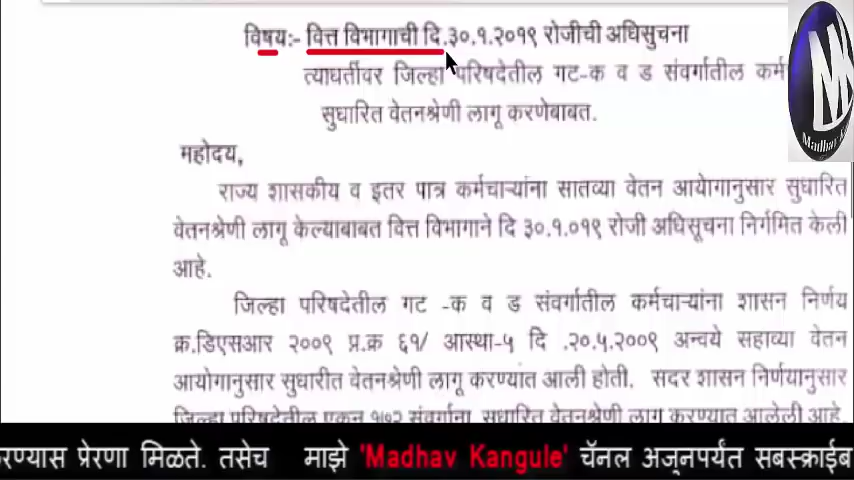 विषयः- वित्त विभागाची दि.३०.१.२०१९ रोजीची अधिसुचना
त्याधर्तीवर जिल्हा परिषदेतील गट-क व ड संवर्गातील कर्म
सुधारित वेतनश्रेणी लागू करणेबाबत.
महोदय,
राज्य शासकीय व इतर पात्र कर्मचाऱ्यांना सातव्या वेतन आयेागानुसार सुधारित
वेतनश्रेणी लागू केल्याबाबत वित्त विभागाने दि ३०.१.०१९ रोजी अधिसूचना निर्गमित केली
आहे.
जिल्हा परिषदेतील गट -क व ड संवर्गातील कर्मचाऱ्यांना शासन निर्णय
क्र.डिएसआर २००९ प्र.क्र ६१/ आस्था-५ दि .२०.५.२००९ अन्वये सहाव्या वेतन
आयोगानुसार सुधारीत वेतनश्रेणी लागू करण्यांत आली होती. सदर शासन निर्णयानुसार
जिल्हा परिषदेतील एकुन १७२ संवर्गाना सुधारित वेतनश्रेणी लागू करण्यात आलेली आहे.
रण्यास प्रेरणा मिळते. तसेच माझे 'Madhav Kangule' चॅनल अजूनपर्यंत सबस्क्राईब